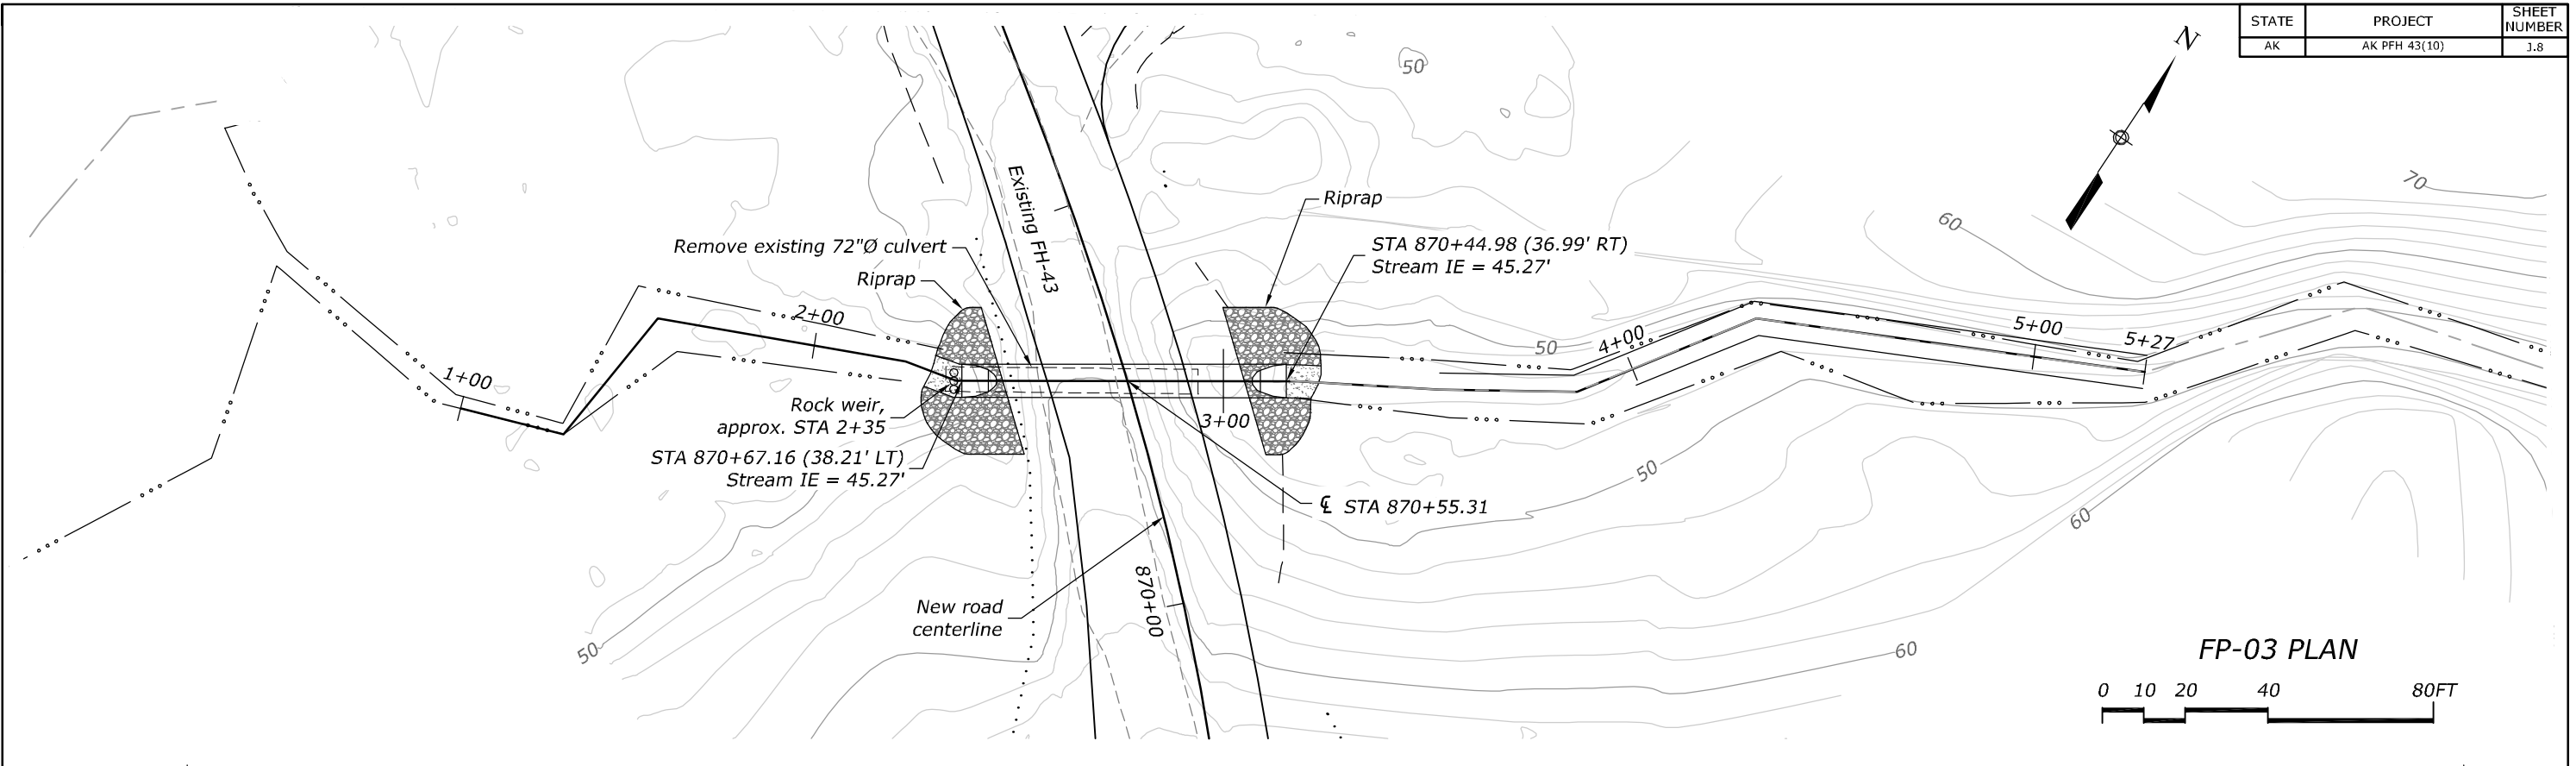 STATE PROJECT SHEET NUMBER
AK AK PFH 43(10) J.8
N
50
70
60
Existing FH-43
Riprap
Remove existing 72"Ø culvert
Riprap
STA 870+44.98 (36.99' RT)
Stream IE = 45.27'
2+00
1+00
50
4+00
5+00
5+27
Rock weir,
approx. STA 2+35
3+00
STA 870+67.16 (38.21' LT)
Stream IE = 45.27'
50
℄ STA 870+55.31
60
870+00
New road
centerline
50
60
FP-03 PLAN
0 10 20 40 80FT